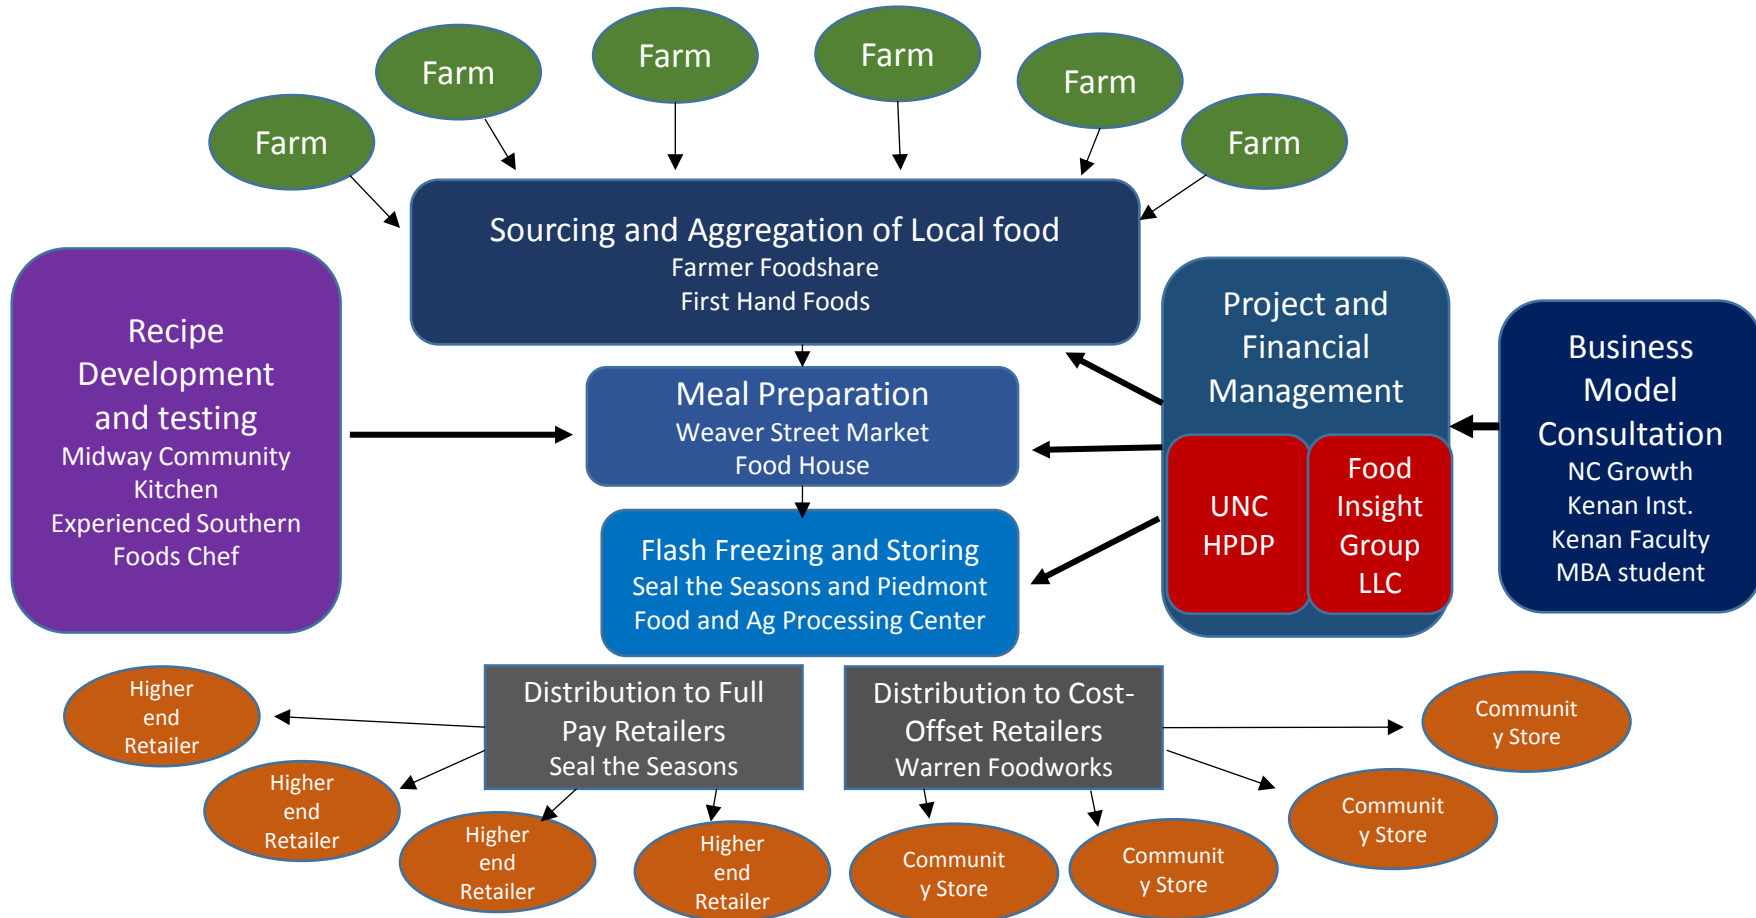 Farm
Farm
Farm
Farm
Farm
Farm
Sourcing and Aggregation of Local food
Farmer Foodshare
First Hand Foods
Recipe
Development
and testing
Midway Community
Kitchen
Experienced Southern
Foods Chef
Meal Preparation
Weaver Street Market
Food House
Flash Freezing and Storing
Seal the Seasons and Piedmont
Food and Ag Processing Center
Project and
Financial
Management
UNC
HPDP
Food
Insight
Group
LLC
Business
Model
Consultation
NC Growth
Kenan Inst.
Kenan Faculty
MBA student
Distribution to Full
Pay Retailers
Seal the Seasons
Distribution to Cost-
Offset Retailers
Warren Foodworks
Higher
end
Retailer
Higher
end
Retailer
Higher
end
Retailer
Higher
end
Retailer
Communit
y Store
Communit
y Store
Communit
y Store
Communit
y Store